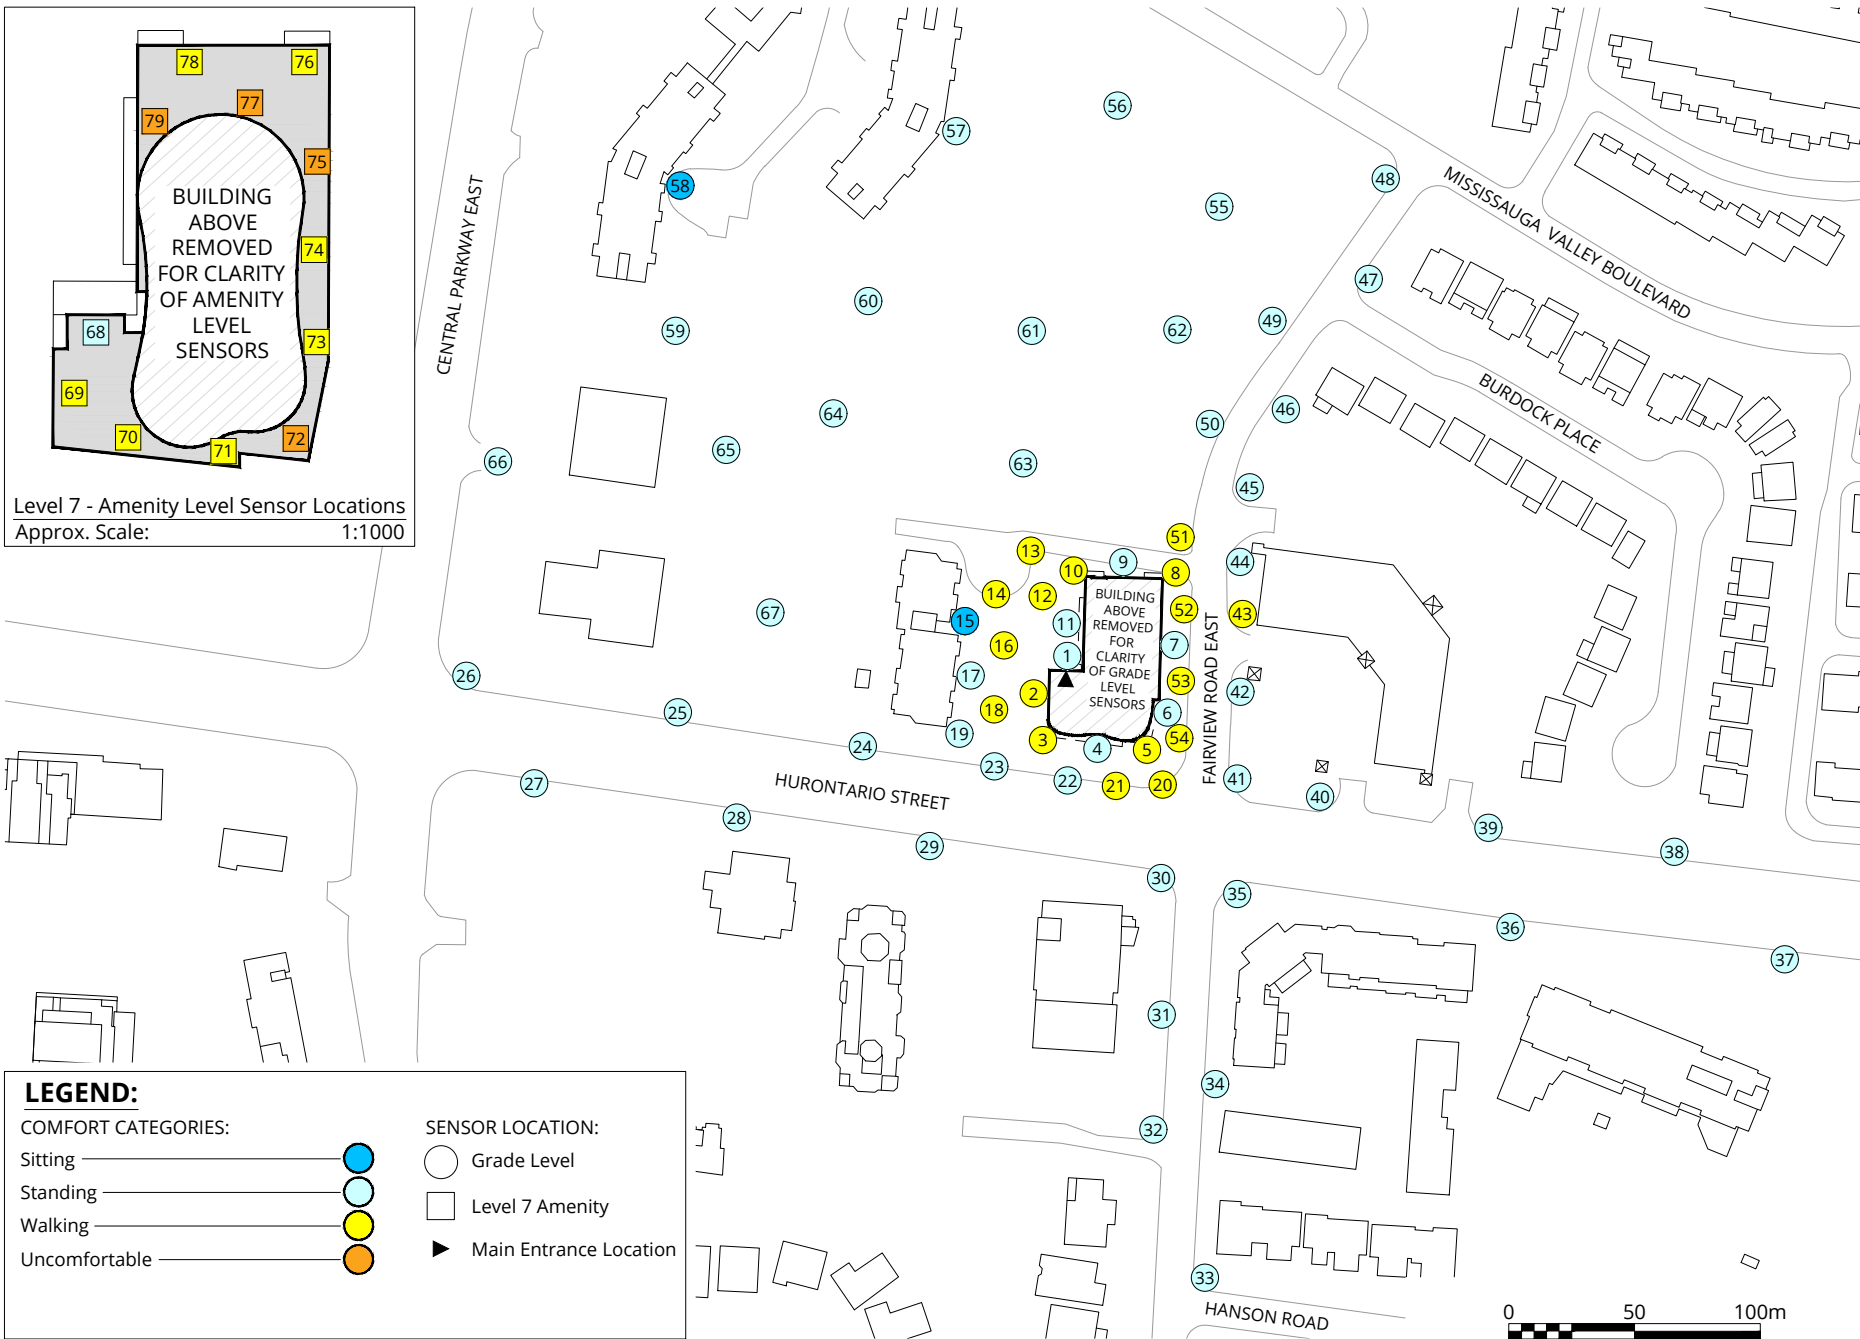 78
76
77
79
75
BUILDING
ABOVE
REMOVED
FOR CLARITY
OF AMENITY
LEVEL
SENSORS
74
68
73
69
70
71
72
Level 7 - Amenity Level Sensor Locations
Approx. Scale: 1:1000
CENTRAL PARKWAY EAST
56
57
58
48
55
MISSISSAUGA VALLEY BOULEVARD
47
60
59
61
62
49
BURDOCK PLACE
64
46
50
65
66
63
45
51
13
9
44
10
8
14
12
BUILDING
ABOVE
REMOVED
FOR
CLARITY
OF GRADE
LEVEL
SENSORS
52
43
67
15
11
16
7
1
FAIRVIEW ROAD EAST
26
17
53
2
42
25
18
6
19
3
54
24
4
5
23
22
21
20
41
27
HURONTARIO STREET
40
28
29
39
38
30
35
36
37
31
34
32
33
HANSON ROAD
LEGEND:
COMFORT CATEGORIES:
Sitting
Standing
Walking
Uncomfortable
SENSOR LOCATION:
Grade Level
Level 7 Amenity
Main Entrance Location
0 50 100m